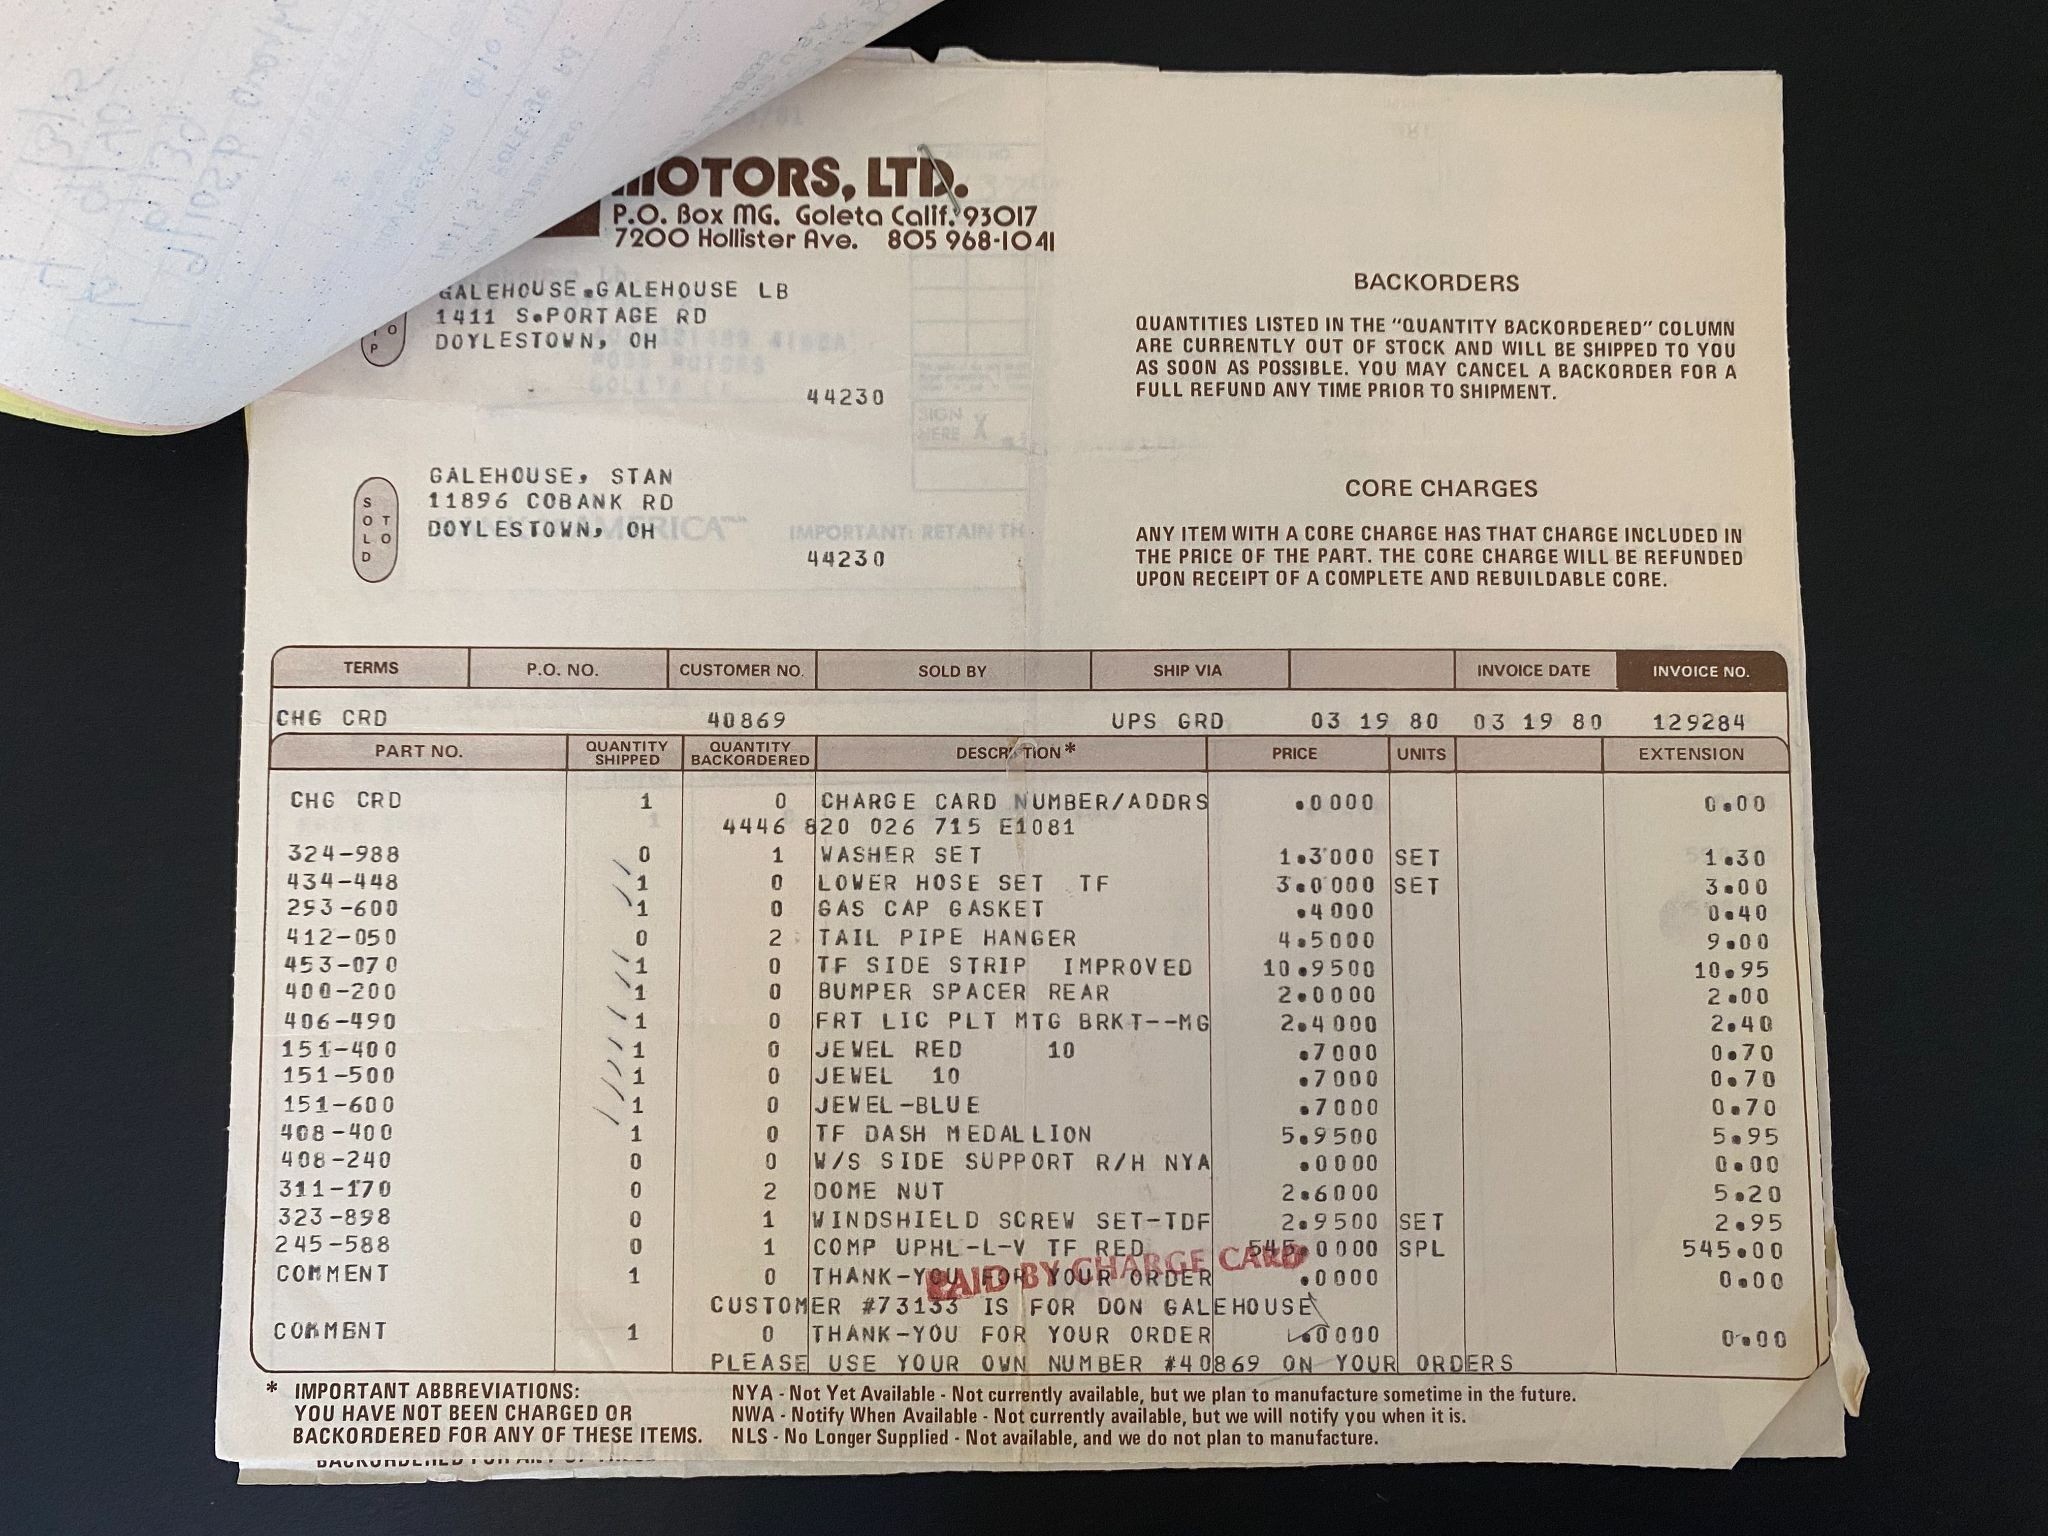 MOTORS, LTD.
P.O. Box MG. Goleta Calif. 93017
7200 Hollister Ave. 805 968-1041
GALEHOUSE.GALEHOUSE LB
1411 S.PORTAGE RD
DOYLESTOWN, OH
44230
BACKORDERS
QUANTITIES LISTED IN THE "QUANTITY BACKORDERED" COLUMN
ARE CURRENTLY OUT OF STOCK AND WILL BE SHIPPED TO YOU
AS SOON AS POSSIBLE. YOU MAY CANCEL A BACKORDER FOR A
FULL REFUND ANY TIME PRIOR TO SHIPMENT.
SOLD TO
GALEHOUSE, STAN
11896 COBANK RD
DOYLESTOWN, OH
44230
CORE CHARGES
ANY ITEM WITH A CORE CHARGE HAS THAT CHARGE INCLUDED IN
THE PRICE OF THE PART. THE CORE CHARGE WILL BE REFUNDED
UPON RECEIPT OF A COMPLETE AND REBUILDABLE CORE.
TERMS P.O. NO. CUSTOMER NO. SOLD BY SHIP VIA INVOICE DATE INVOICE NO.
CHG CRD 40869 UPS GRD 03 19 80 03 19 80 129284
PART NO. QUANTITY SHIPPED QUANTITY BACKORDERED DESCRIPTION* PRICE UNITS EXTENSION
CHG CRD 1 0 CHARGE CARD NUMBER/ADDRS .0000 0.00
4446 820 026 715 E1081
324-988 0 1 WASHER SET 1.3000 SET 1.30
434-448 1 0 LOWER HOSE SET TF 3.0000 SET 3.00
293-600 1 0 GAS CAP GASKET .4000 0.40
412-050 0 2 TAIL PIPE HANGER 4.5000 9.00
453-070 1 0 TF SIDE STRIP IMPROVED 10.9500 10.95
400-200 1 0 BUMPER SPACER REAR 2.0000 2.00
406-490 1 0 FRT LIC PLT MTG BRKT--MG 2.4000 2.40
151-400 1 0 JEWEL RED 10 .7000 0.70
151-500 1 0 JEWEL 10 .7000 0.70
151-600 1 0 JEWEL-BLUE .7000 0.70
408-400 1 0 TF DASH MEDALLION 5.9500 5.95
408-240 0 0 W/S SIDE SUPPORT R/H NYA .0000 0.00
311-170 0 2 DOME NUT 2.6000 5.20
323-898 0 1 WINDSHIELD SCREW SET-TDF 2.9500 SET 2.95
245-588 0 1 COMP UPHL-L-V TF RED 545.0000 SPL 545.00
PAID BY CHARGE CARD
COMMENT 1 0 THANK-YOU FOR YOUR ORDER .0000 0.00
CUSTOMER #73133 IS FOR DON GALEHOUSE
COMMENT 1 0 THANK-YOU FOR YOUR ORDER .0000 0.00
PLEASE USE YOUR OWN NUMBER #40869 ON YOUR ORDERS
* IMPORTANT ABBREVIATIONS:
YOU HAVE NOT BEEN CHARGED OR
BACKORDERED FOR ANY OF THESE ITEMS.
NYA - Not Yet Available - Not currently available, but we plan to manufacture sometime in the future.
NWA - Notify When Available - Not currently available, but we will notify you when it is.
NLS - No Longer Supplied - Not available, and we do not plan to manufacture.